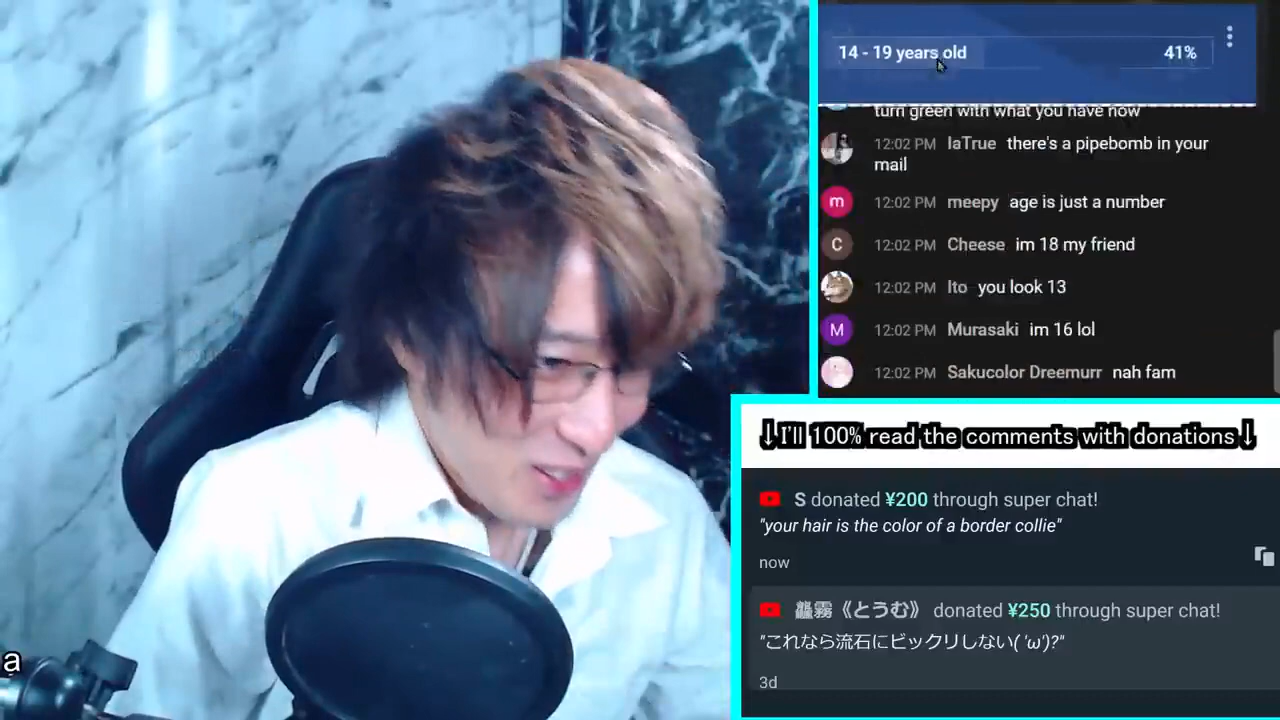 14 - 19 years old 41%
turn green with what you have now
12:02 PM laTrue there's a pipebomb in your
mail
m 12:02 PM meepy age is just a number
C 12:02 PM Cheese im 18 my friend
12:02 PM Ito you look 13
M 12:02 PM Murasaki im 16 lol
12:02 PM Sakucolor Dreemurr nah fam
↓I'll 100% read the comments with donations↓
S donated ¥200 through super chat!
"your hair is the color of a border collie"
now
霧《とうむ》 donated ¥250 through super chat!
"これなら流石にビックリしない( 'ω')?"
3d
a